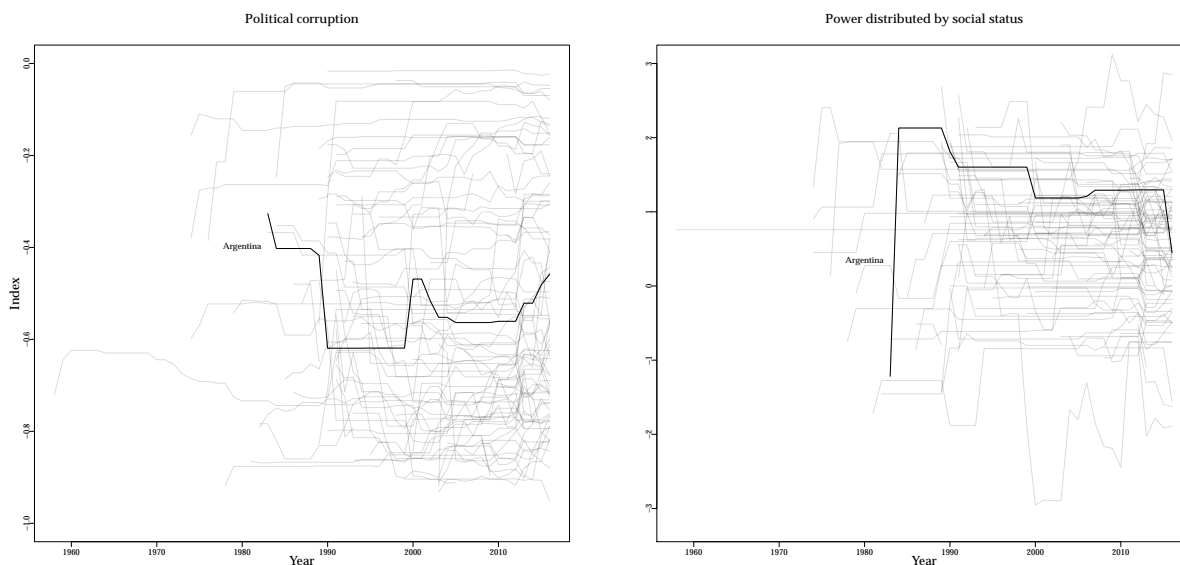 Political corruption
Index
0,0
-0,2
-0,4
-0,6
-0,8
-1,0
Argentina
1960 1970 1980 1990 2000 2010
Year
Power distributed by social status
3
2
1
0
-1
-2
-3
Argentina
1960 1970 1980 1990 2000 2010
Year